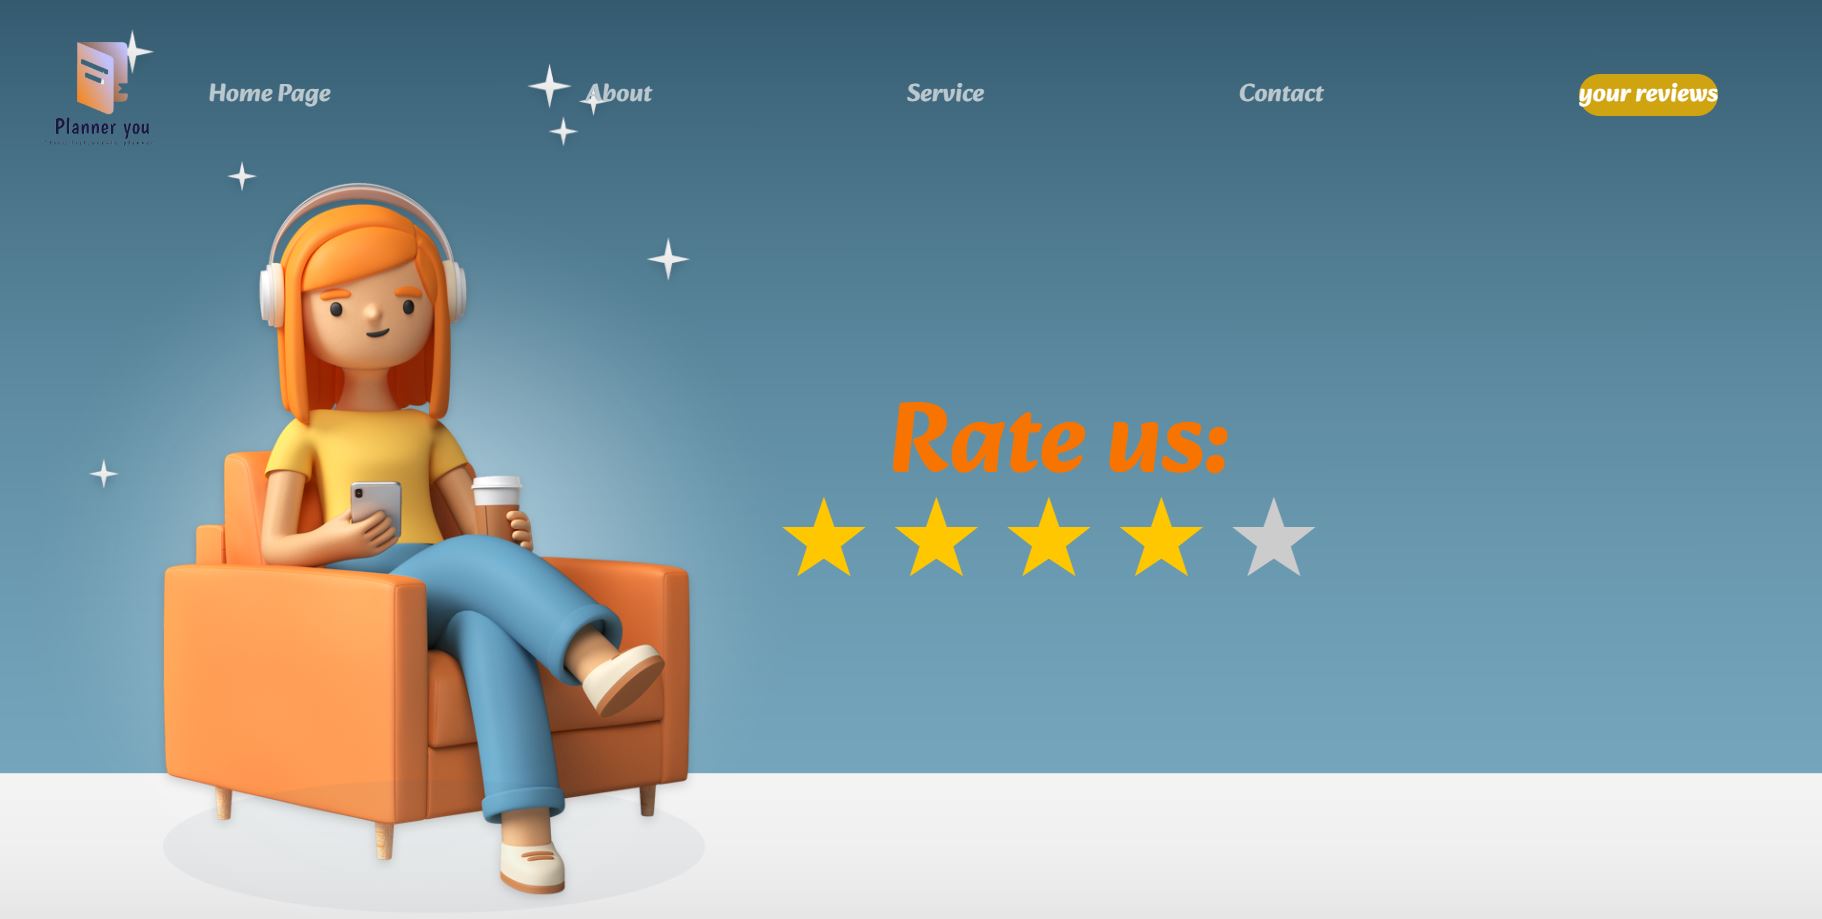 Home Page
About
Service
Contact
your reviews
Planner you
Rate us: